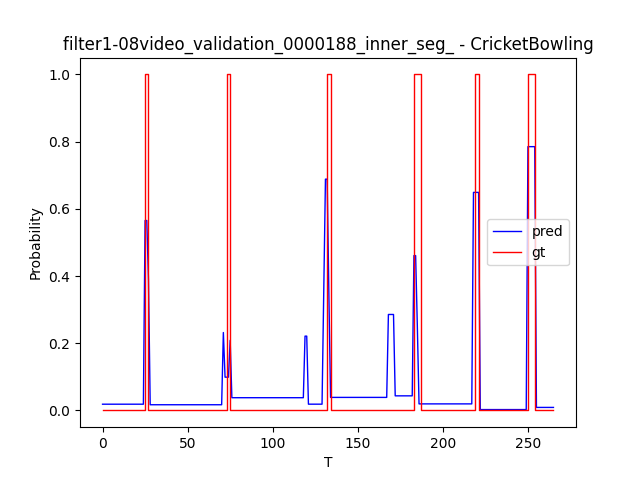 filter1-08video_validation_0000188_inner_seg_ - CricketBowling
1.0
0.8
0.6
0.4
0.2
0.0
Probability
pred
gt
0 50 100 150 200 250
T